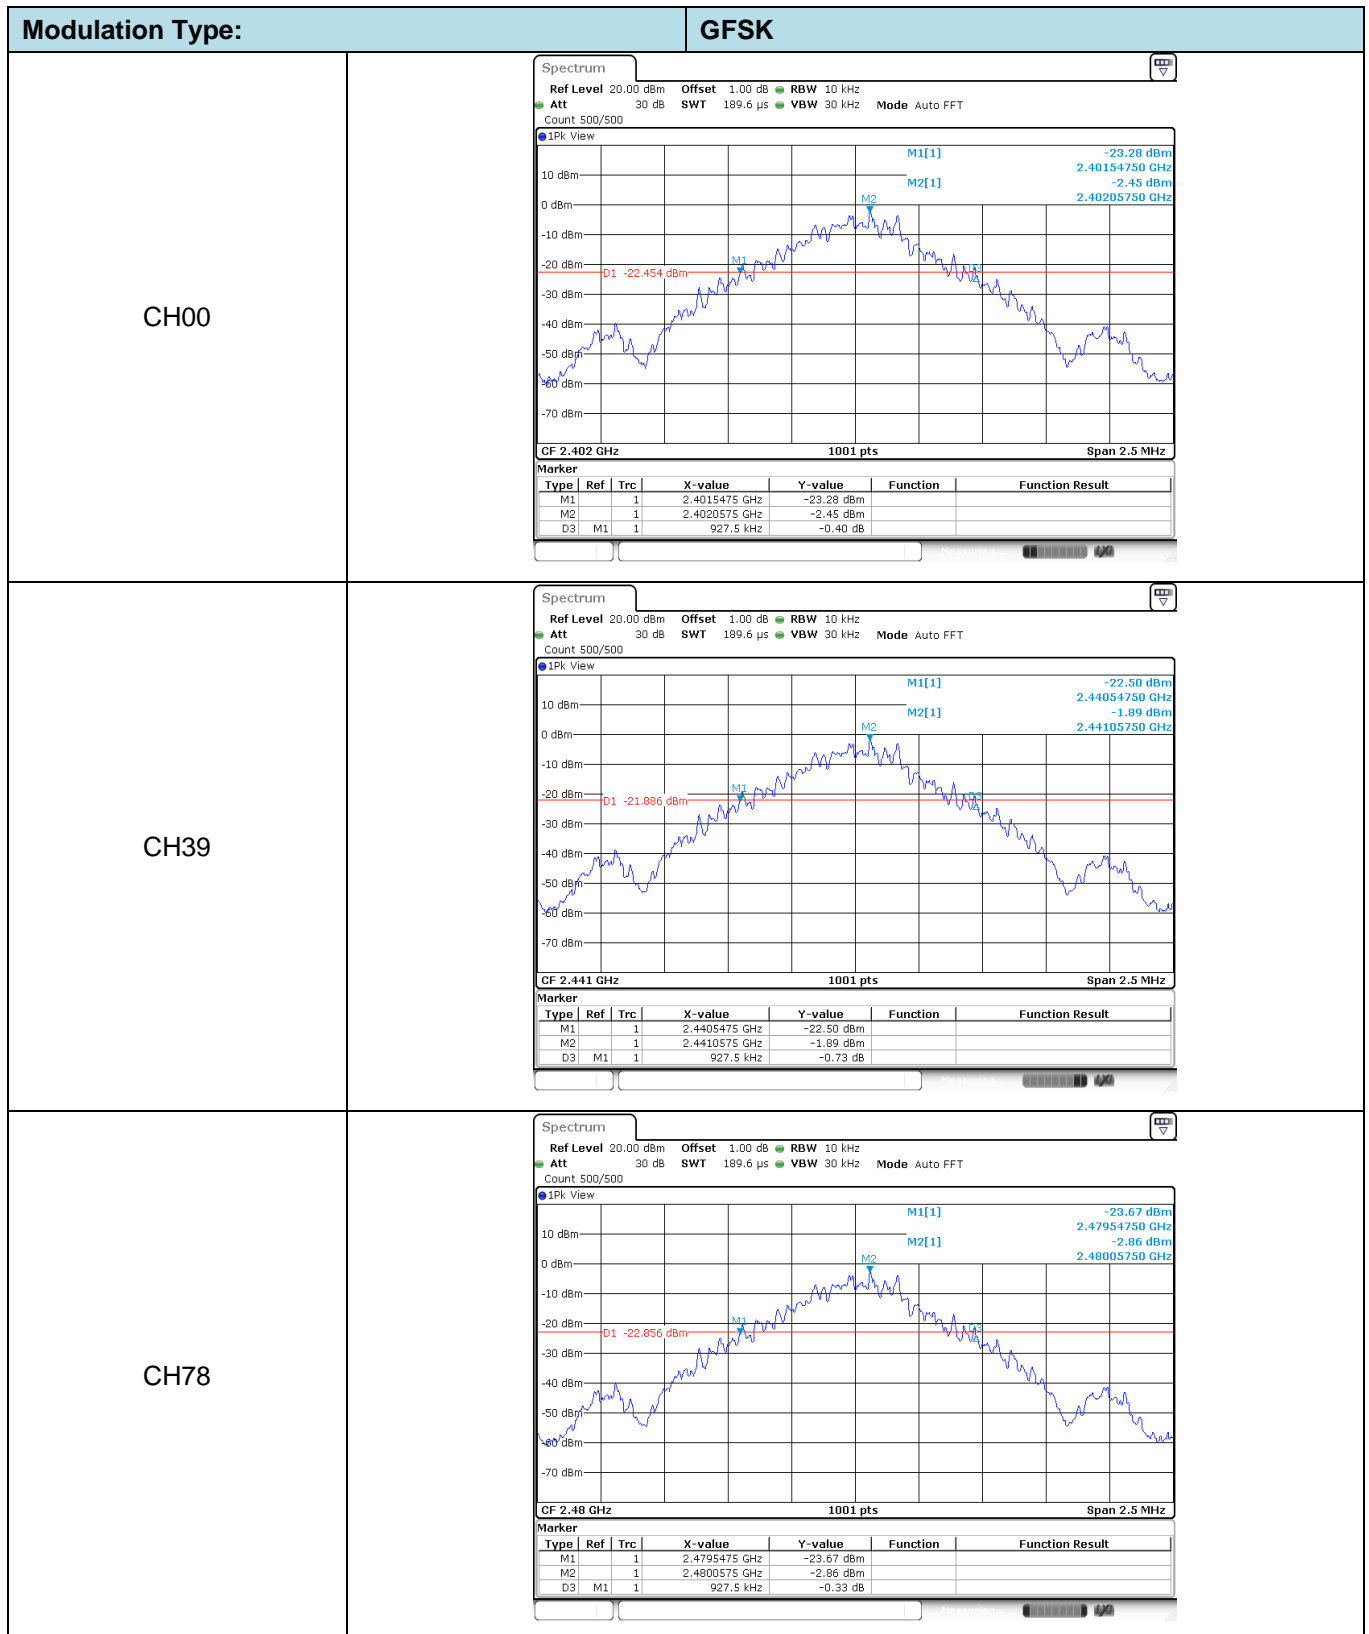 Modulation Type: GFSK
CH00
Spectrum
Ref Level 20.00 dBm Offset 1.00 dB RBW 10 kHz
Att 30 dB SWT 189.6 µs VBW 30 kHz Mode Auto FFT
Count 500/500
1Pk View
M1[1] -23.28 dBm
2.40154750 GHz
10 dBm
M2[1] -2.45 dBm
2.40205750 GHz
M2
0 dBm
-10 dBm
M1
-20 dBm
D1 -22.454 dBm
-30 dBm
-40 dBm
-50 dBm
-60 dBm
-70 dBm
CF 2.402 GHz 1001 pts Span 2.5 MHz
Marker
Type Ref Trc X-value Y-value Function Function Result
M1 1 2.4015475 GHz -23.28 dBm
M2 1 2.4020575 GHz -2.45 dBm
D3 M1 1 927.5 kHz -0.40 dB
Measuring...
CH39
Spectrum
Ref Level 20.00 dBm Offset 1.00 dB RBW 10 kHz
Att 30 dB SWT 189.6 µs VBW 30 kHz Mode Auto FFT
Count 500/500
1Pk View
M1[1] -22.50 dBm
2.44054750 GHz
10 dBm
M2[1] -1.89 dBm
2.44105750 GHz
M2
0 dBm
-10 dBm
M1
-20 dBm D3
D1 -21.886 dBm
-30 dBm
-40 dBm
-50 dBm
-60 dBm
-70 dBm
CF 2.441 GHz 1001 pts Span 2.5 MHz
Marker
Type Ref Trc X-value Y-value Function Function Result
M1 1 2.4405475 GHz -22.50 dBm
M2 1 2.4410575 GHz -1.89 dBm
D3 M1 1 927.5 kHz -0.73 dB
Measuring...
CH78
Spectrum
Ref Level 20.00 dBm Offset 1.00 dB RBW 10 kHz
Att 30 dB SWT 189.6 µs VBW 30 kHz Mode Auto FFT
Count 500/500
1Pk View
M1[1] -23.67 dBm
2.47954750 GHz
10 dBm
M2[1] -2.86 dBm
2.48005750 GHz
M2
0 dBm
-10 dBm
M1
-20 dBm D3
D1 -22.856 dBm
-30 dBm
-40 dBm
-50 dBm
-60 dBm
-70 dBm
CF 2.48 GHz 1001 pts Span 2.5 MHz
Marker
Type Ref Trc X-value Y-value Function Function Result
M1 1 2.4795475 GHz -23.67 dBm
M2 1 2.4800575 GHz -2.86 dBm
D3 M1 1 927.5 kHz -0.33 dB
Measuring...